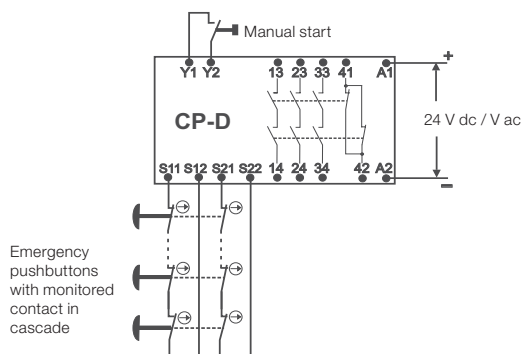 Manual start
Y1 Y2 13 23 33 41 A1
+
CP-D
24 V dc / V ac
S11 S12 S21 S22 14 24 34 42 A2
–
Emergency
pushbuttons
with monitored
contact in
cascade